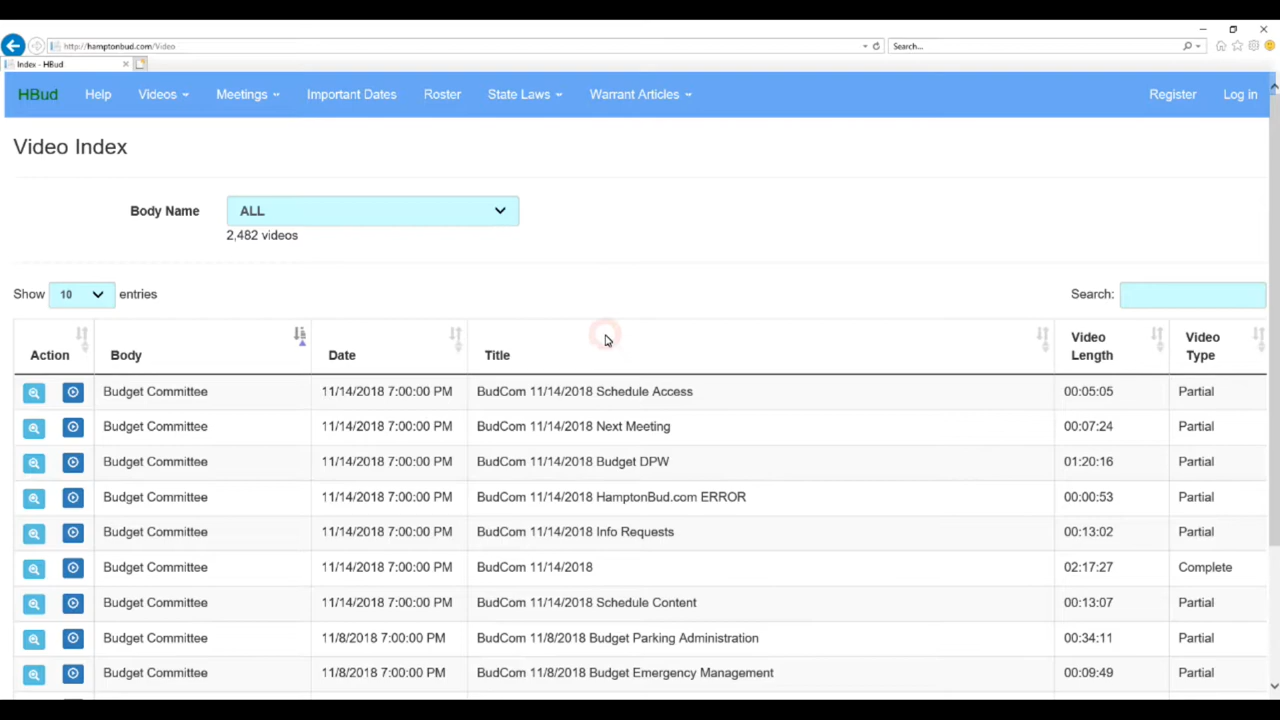 http://hamptonbud.com/Video
Search...
Index - HBud
HBud Help Videos Meetings Important Dates Roster State Laws Warrant Articles Register Log in
Video Index
Body Name ALL
2,482 videos
Show 10 entries Search:
Action Body Date Title Video Length Video Type
Budget Committee 11/14/2018 7:00:00 PM BudCom 11/14/2018 Schedule Access 00:05:05 Partial
Budget Committee 11/14/2018 7:00:00 PM BudCom 11/14/2018 Next Meeting 00:07:24 Partial
Budget Committee 11/14/2018 7:00:00 PM BudCom 11/14/2018 Budget DPW 01:20:16 Partial
Budget Committee 11/14/2018 7:00:00 PM BudCom 11/14/2018 HamptonBud.com ERROR 00:00:53 Partial
Budget Committee 11/14/2018 7:00:00 PM BudCom 11/14/2018 Info Requests 00:13:02 Partial
Budget Committee 11/14/2018 7:00:00 PM BudCom 11/14/2018 02:17:27 Complete
Budget Committee 11/14/2018 7:00:00 PM BudCom 11/14/2018 Schedule Content 00:13:07 Partial
Budget Committee 11/8/2018 7:00:00 PM BudCom 11/8/2018 Budget Parking Administration 00:34:11 Partial
Budget Committee 11/8/2018 7:00:00 PM BudCom 11/8/2018 Budget Emergency Management 00:09:49 Partial